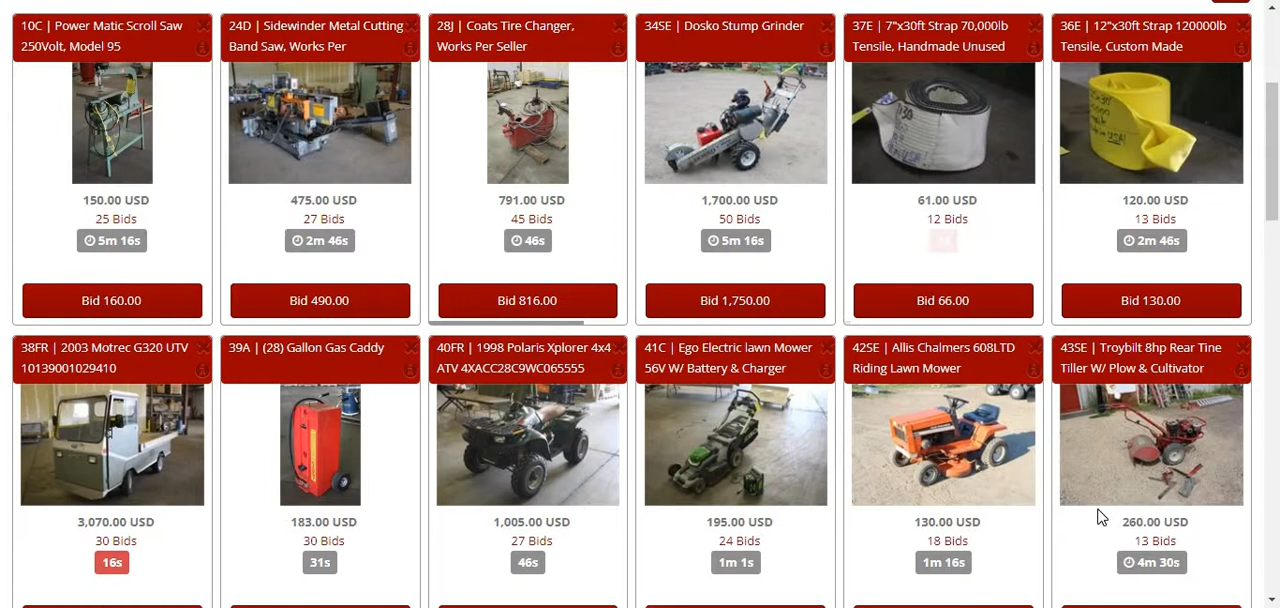 10C | Power Matic Scroll Saw
250Volt, Model 95
24D | Sidewinder Metal Cutting
Band Saw, Works Per
28J | Coats Tire Changer,
Works Per Seller
34SE | Dosko Stump Grinder
37E | 7"x30ft Strap 70,000lb
Tensile, Handmade Unused
36E | 12"x30ft Strap 120000lb
Tensile, Custom Made
150.00 USD
25 Bids
5m 16s
Bid 160.00
475.00 USD
27 Bids
2m 46s
Bid 490.00
791.00 USD
45 Bids
46s
Bid 816.00
1,700.00 USD
50 Bids
5m 16s
Bid 1,750.00
61.00 USD
12 Bids
Bid 66.00
120.00 USD
13 Bids
2m 46s
Bid 130.00
38FR | 2003 Motrec G320 UTV
10139001029410
39A | (28) Gallon Gas Caddy
40FR | 1998 Polaris Xplorer 4x4
ATV 4XACC28C9WC065555
41C | Ego Electric lawn Mower
56V W/ Battery & Charger
42SE | Allis Chalmers 608LTD
Riding Lawn Mower
43SE | Troybilt 8hp Rear Tine
Tiller W/ Plow & Cultivator
3,070.00 USD
30 Bids
16s
183.00 USD
30 Bids
31s
1,005.00 USD
27 Bids
46s
195.00 USD
24 Bids
1m 1s
130.00 USD
18 Bids
1m 16s
260.00 USD
13 Bids
4m 30s